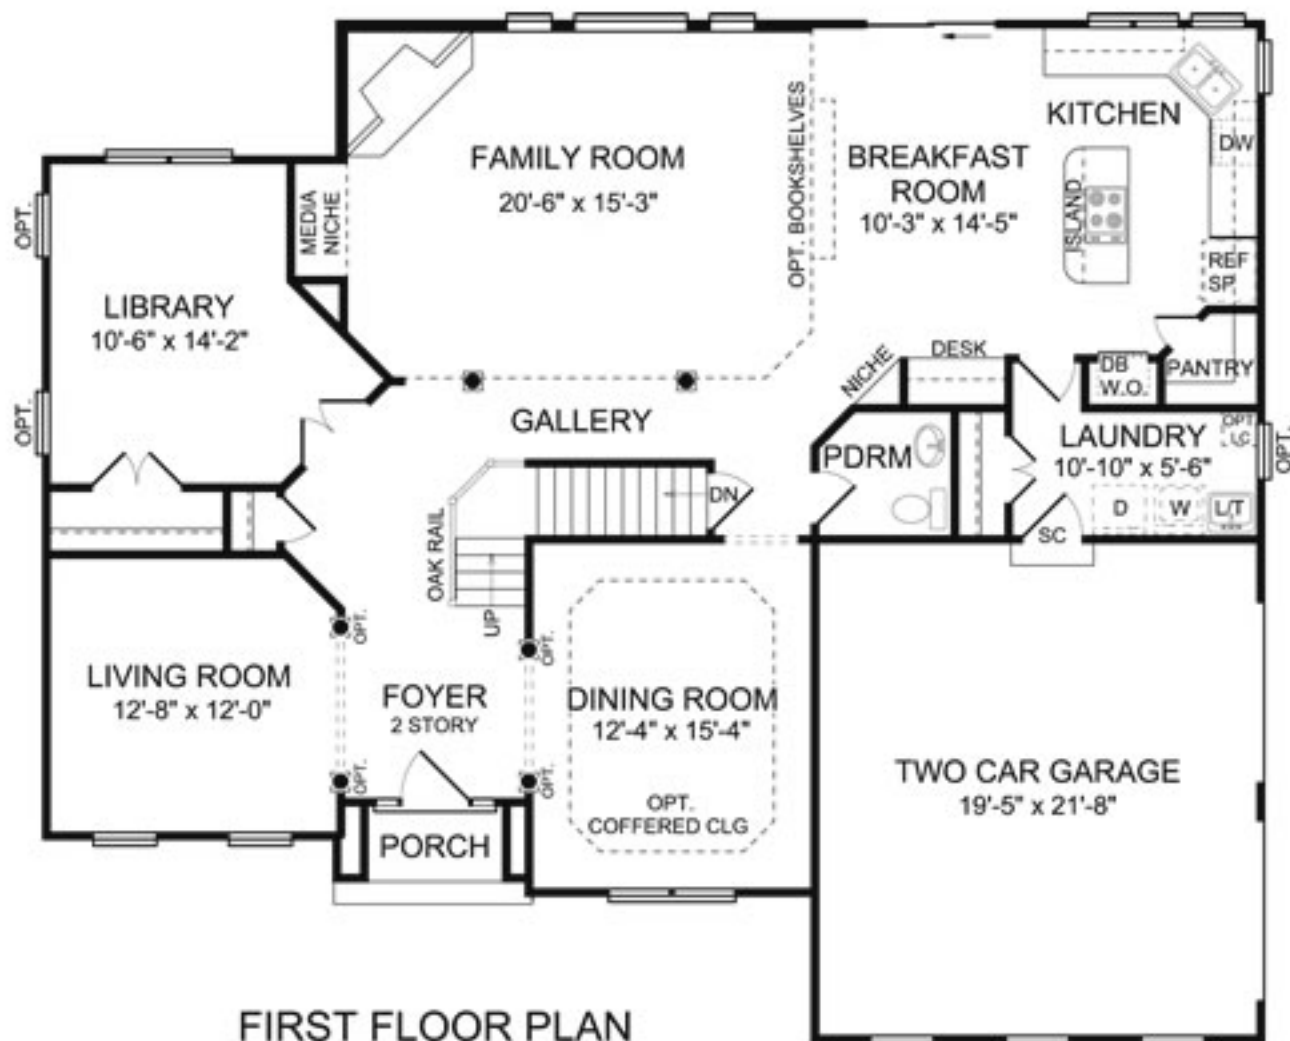 KITCHEN
DW
FAMILY ROOM
20'-6" x 15'-3"
OPT. BOOKSHELVES
BREAKFAST
ROOM
10'-3" x 14'-5"
ISLAND
REF
SP
MEDIA
NICHE
OPT.
LIBRARY
10'-6" x 14'-2"
OPT.
NICHE
DESK
DB
W.O.
PANTRY
GALLERY
PDRM
LAUNDRY
10'-10" x 5'-6"
OPT.
LC
OPT.
D
W
L/T
SC
DN
OAK RAIL
UP
OPT.
OPT.
LIVING ROOM
12'-8" x 12'-0"
FOYER
2 STORY
OPT.
OPT.
DINING ROOM
12'-4" x 15'-4"
OPT.
COFFERED CLG
TWO CAR GARAGE
19'-5" x 21'-8"
PORCH
FIRST FLOOR PLAN